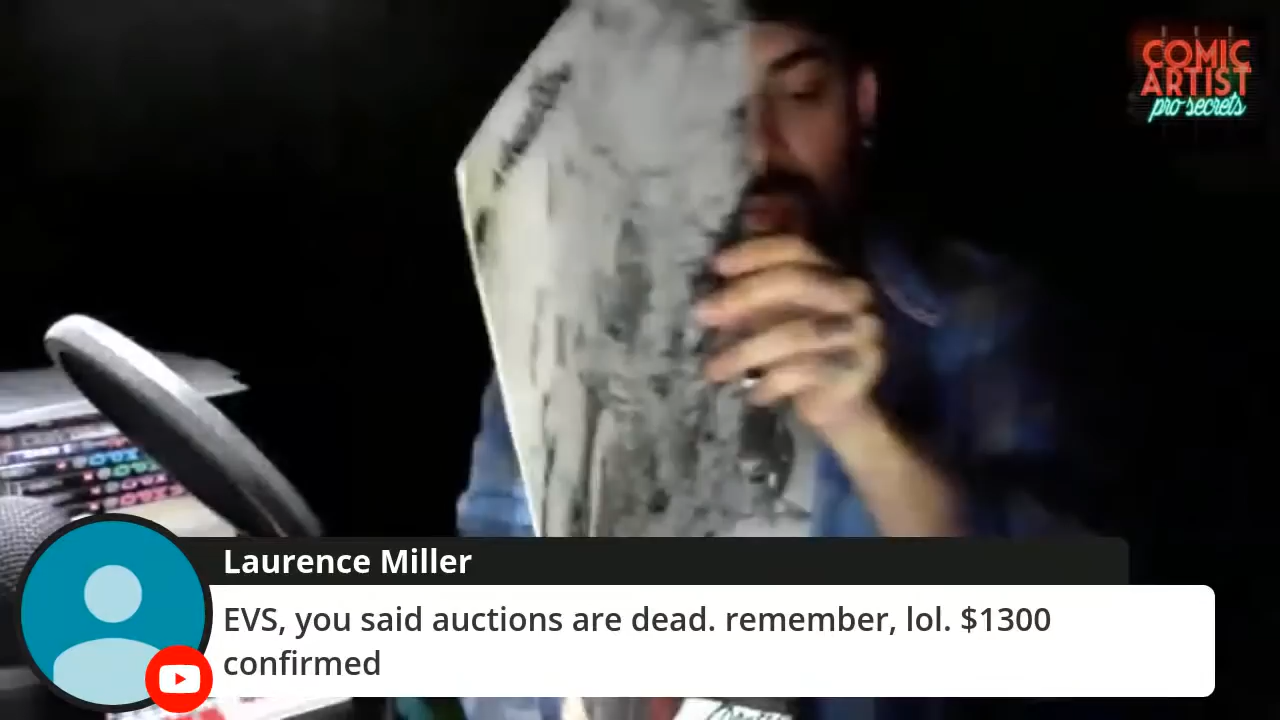 COMIC
ARTIST
pro secrets
Laurence Miller
EVS, you said auctions are dead. remember, lol. $1300
confirmed